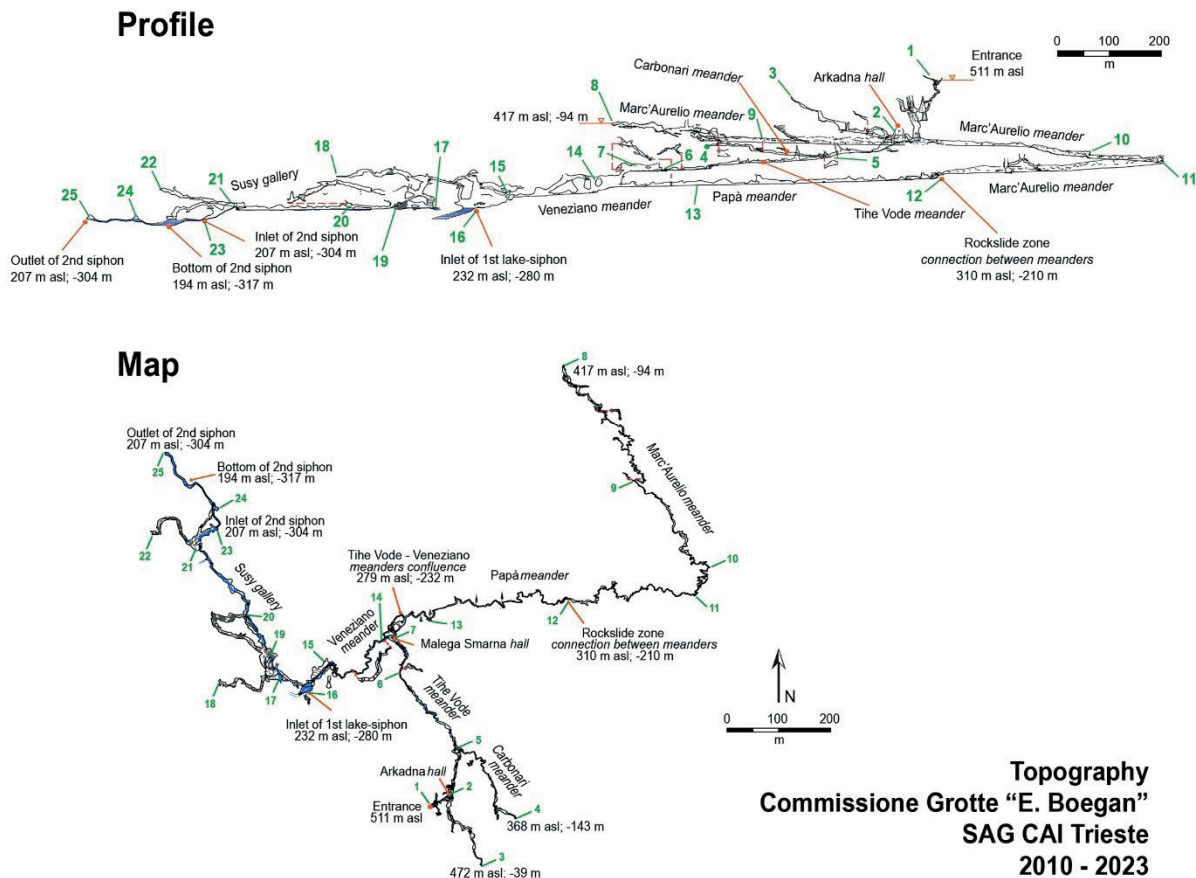 Profile
0 100 200
m
1
Entrance
511 m asl
Carbonari meander
3
Arkadna hall
8
Marc'Aurelio meander
417 m asl; -94 m
9
2
Marc'Aurelio meander
10
7
6
4
5
11
22
18
17
15
14
25
24
21
Susy gallery
Veneziano meander
13
Papà meander
12
Marc'Aurelio meander
20
19
16
Tihe Vode meander
23
Inlet of 2nd siphon
207 m asl; -304 m
Outlet of 2nd siphon
207 m asl; -304 m
Bottom of 2nd siphon
194 m asl; -317 m
Inlet of 1st lake-siphon
232 m asl; -280 m
Rockslide zone
connection between meanders
310 m asl; -210 m
Map
8
417 m asl; -94 m
Outlet of 2nd siphon
207 m asl; -304 m
25
Bottom of 2nd siphon
194 m asl; -317 m
Marc'Aurelio meander
9
24
Inlet of 2nd siphon
207 m asl; -304 m
22
23
21
Tihe Vode - Veneziano
meanders confluence
279 m asl; -232 m
Papà meander
10
11
Susy gallery
20
14
13
12
Veneziano
meander
7
Malega Smarna hall
Rockslide zone
connection between meanders
310 m asl; -210 m
19
15
6
18
17
16
Tihe Vode
meander
Inlet of 1st lake-siphon
232 m asl; -280 m
N
0 100 200
m
5
Carbonari
meander
Arkadna hall
1
2
Entrance
511 m asl
4
368 m asl; -143 m
3
472 m asl; -39 m
Topography
Commissione Grotte “E. Boegan”
SAG CAI Trieste
2010 - 2023